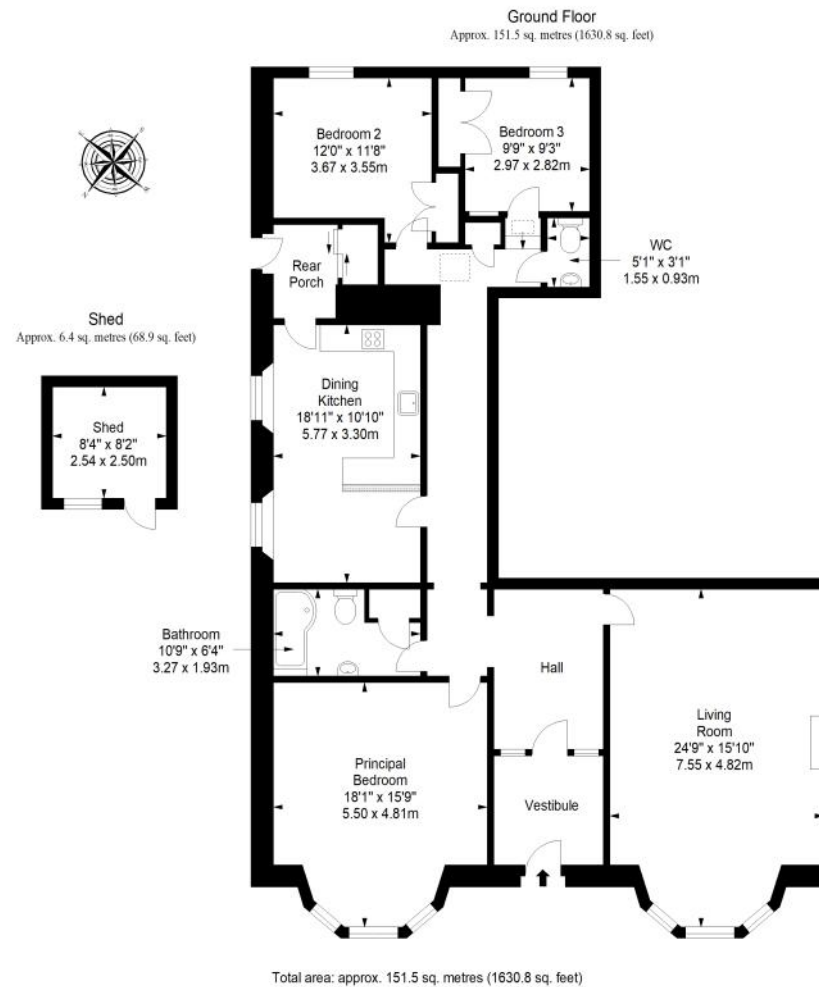 Ground Floor
Approx. 151.5 sq. metres (1630.8 sq. feet)
Bedroom 2
12'0" x 11'8"
3.67 x 3.55m
Bedroom 3
9'9" x 9'3"
2.97 x 2.82m
WC
5'1" x 3'1"
1.55 x 0.93m
Rear
Porch
Shed
Approx. 6.4 sq. metres (68.9 sq. feet)
Shed
8'4" x 8'2"
2.54 x 2.50m
Dining
Kitchen
18'11" x 10'10"
5.77 x 3.30m
Bathroom
10'9" x 6'4"
3.27 x 1.93m
Hall
Living
Room
24'9" x 15'10"
7.55 x 4.82m
Principal
Bedroom
18'1" x 15'9"
5.50 x 4.81m
Vestibule
Total area: approx. 151.5 sq. metres (1630.8 sq. feet)